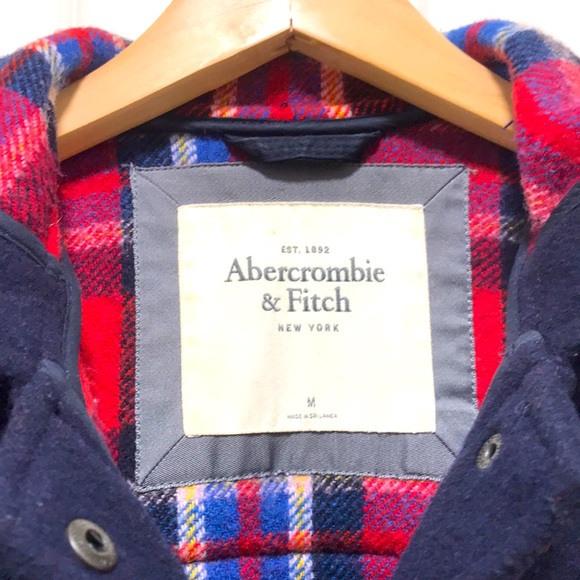 EST. 1892
Abercrombie
& Fitch
NEW YORK
M
MADE IN SRI LANKA